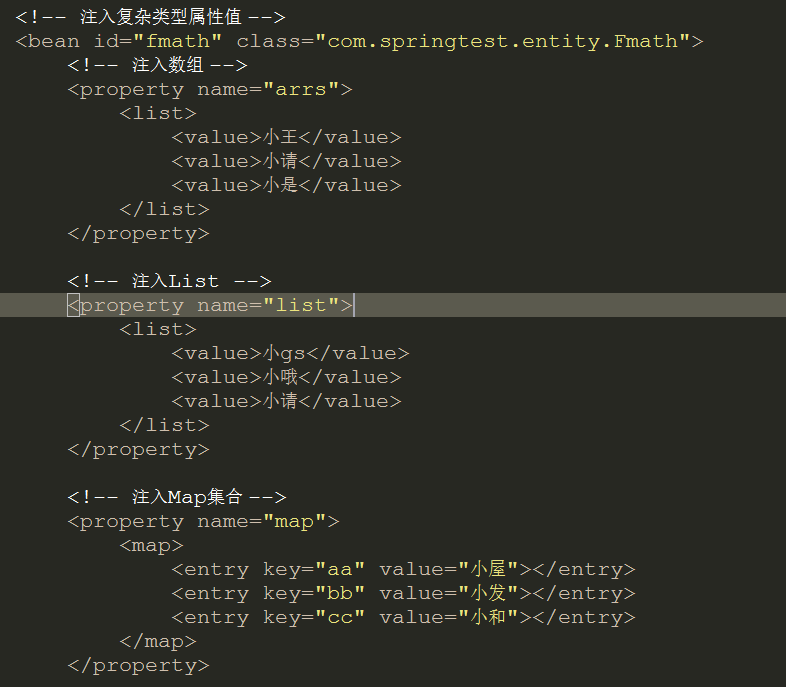 <!-- 注入复杂类型属性值 -->
<bean id="fmath" class="com.springtest.entity.Fmath">
    <!-- 注入数组 -->
    <property name="arrs">
        <list>
            <value>小王</value>
            <value>小请</value>
            <value>小是</value>
        </list>
    </property>

    <!-- 注入List -->
    <property name="list">
        <list>
            <value>小gs</value>
            <value>小哦</value>
            <value>小请</value>
        </list>
    </property>

    <!-- 注入Map集合 -->
    <property name="map">
        <map>
            <entry key="aa" value="小屋"></entry>
            <entry key="bb" value="小发"></entry>
            <entry key="cc" value="小和"></entry>
        </map>
    </property>